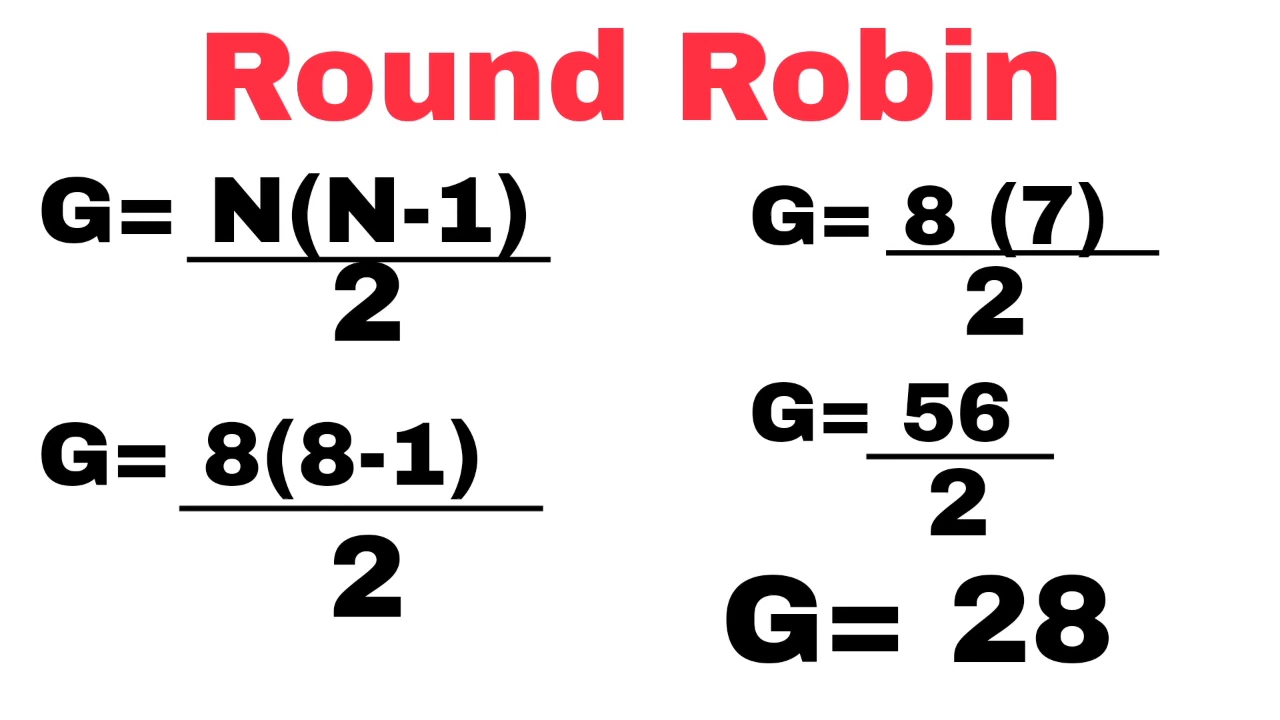 Round Robin
G= N(N-1)
2
G= 8(8-1)
2
G= 8 (7)
2
G= 56
2
G= 28